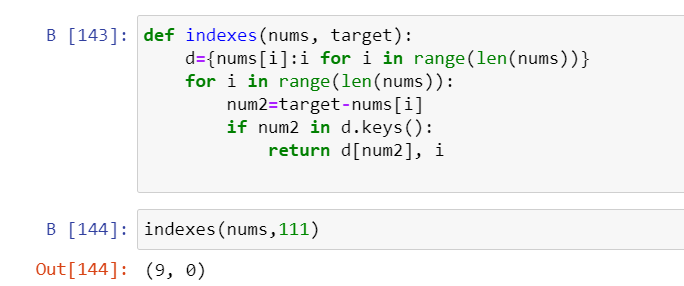 B [143]: def indexes(nums, target):
d={nums[i]:i for i in range(len(nums))}
for i in range(len(nums)):
num2=target-nums[i]
if num2 in d.keys():
return d[num2], i
B [144]: indexes(nums,111)
Out[144]: (9, 0)